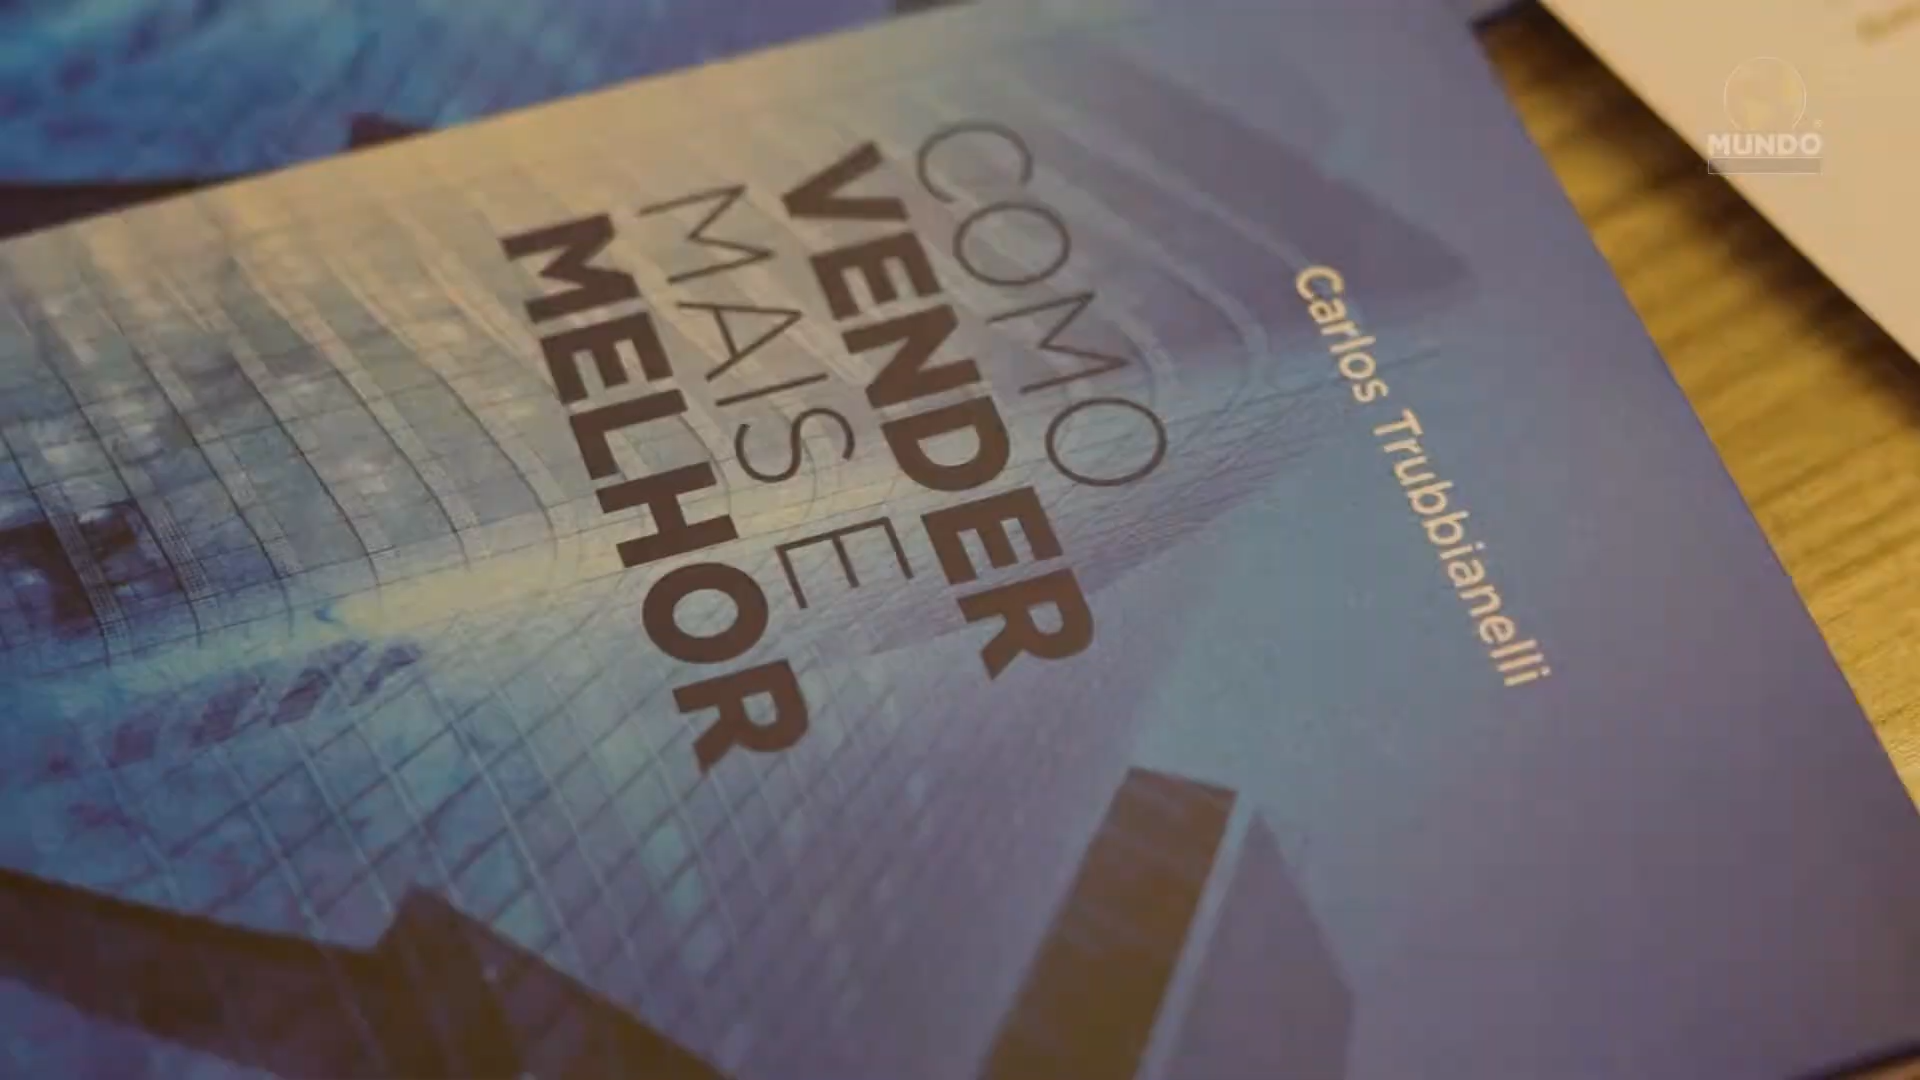 Carlos Trubbianelli
COMO
VENDER
MAIS E
MELHOR
MUNDO